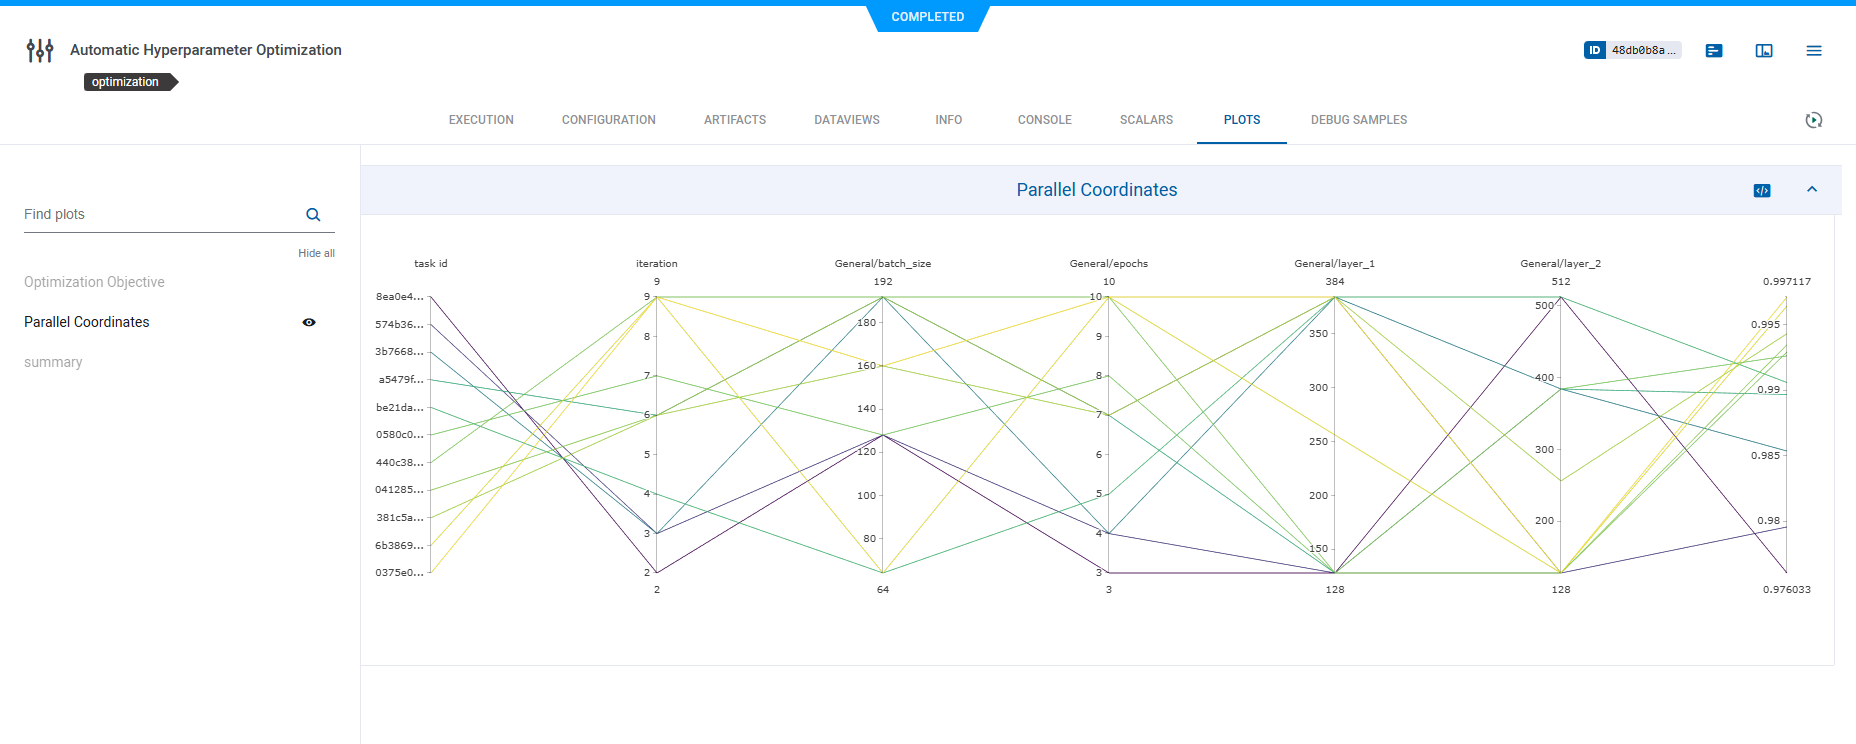 COMPLETED
Automatic Hyperparameter Optimization
optimization
ID 48db0b8a ...
EXECUTION CONFIGURATION ARTIFACTS DATAVIEWS INFO CONSOLE SCALARS PLOTS DEBUG SAMPLES
Find plots
Hide all
Optimization Objective
Parallel Coordinates
summary
Parallel Coordinates
task id
8ea0e4...
574b36...
3b7668...
a5479f...
be21da...
0580c0...
440c38...
041285...
381c5a...
6b3869...
0375e0...
iteration
9
9
8
7
6
5
4
3
2
2
General/batch_size
192
180
160
140
120
100
80
64
General/epochs
10
10
9
8
7
6
5
4
3
3
General/layer_1
384
350
300
250
200
150
128
General/layer_2
512
500
400
300
200
128
0.997117
0.995
0.99
0.985
0.98
0.976033